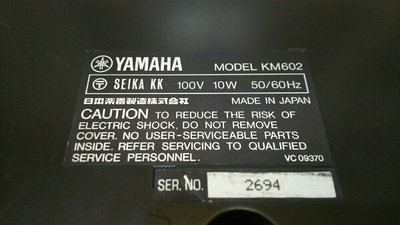 YAMAHA MODEL KM602
〒 SEIKA KK 100V 10W 50/60Hz
日本楽器製造株式会社 MADE IN JAPAN
CAUTION TO REDUCE THE RISK OF
ELECTRIC SHOCK, DO NOT REMOVE
COVER. NO USER-SERVICEABLE PARTS
INSIDE. REFER SERVICING TO QUALIFIED
SERVICE PERSONNEL. VC 09370
SER. NO. 2694